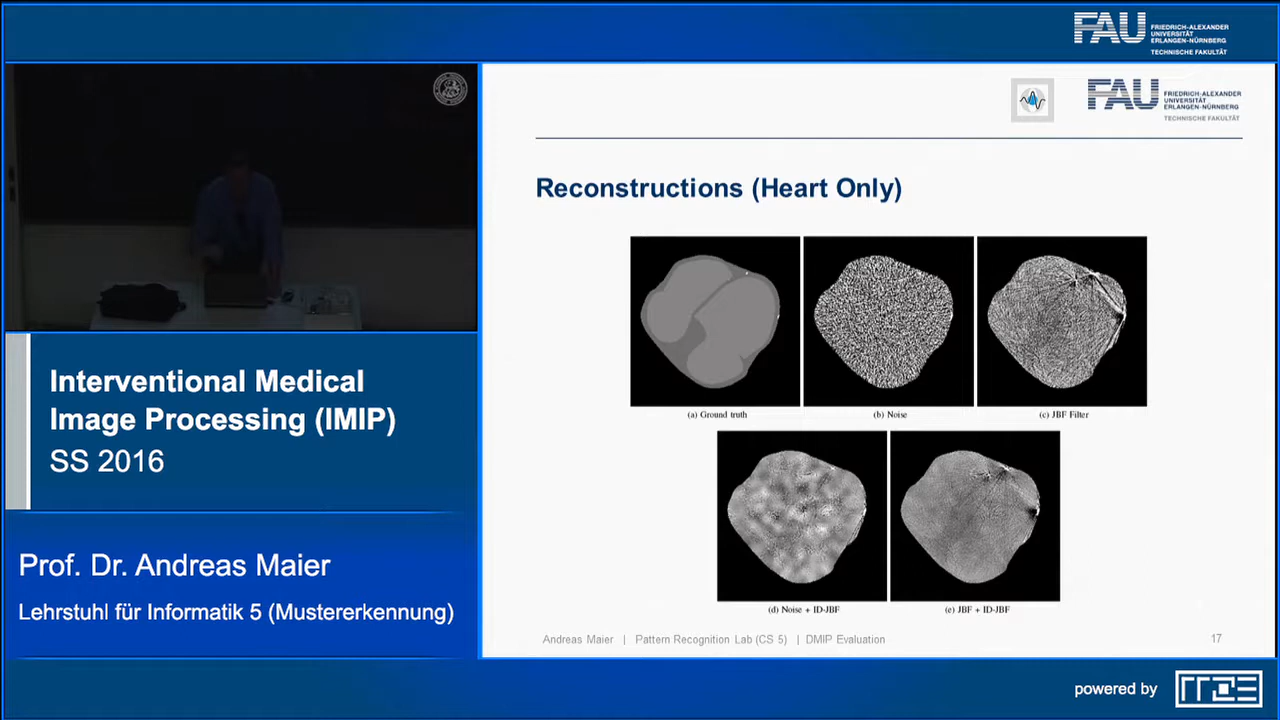 FAU FRIEDRICH-ALEXANDER
UNIVERSITÄT
ERLANGEN-NÜRNBERG
TECHNISCHE FAKULTÄT
FAU FRIEDRICH-ALEXANDER
UNIVERSITÄT
ERLANGEN-NÜRNBERG
TECHNISCHE FAKULTÄT
Reconstructions (Heart Only)
(a) Ground truth
(b) Noise
(c) JBF Filter
(d) Noise + ID-JBF
(e) JBF + ID-JBF
Andreas Maier | Pattern Recognition Lab (CS 5) | DMIP Evaluation
17
Interventional Medical
Image Processing (IMIP)
SS 2016
Prof. Dr. Andreas Maier
Lehrstuhl für Informatik 5 (Mustererkennung)
powered by